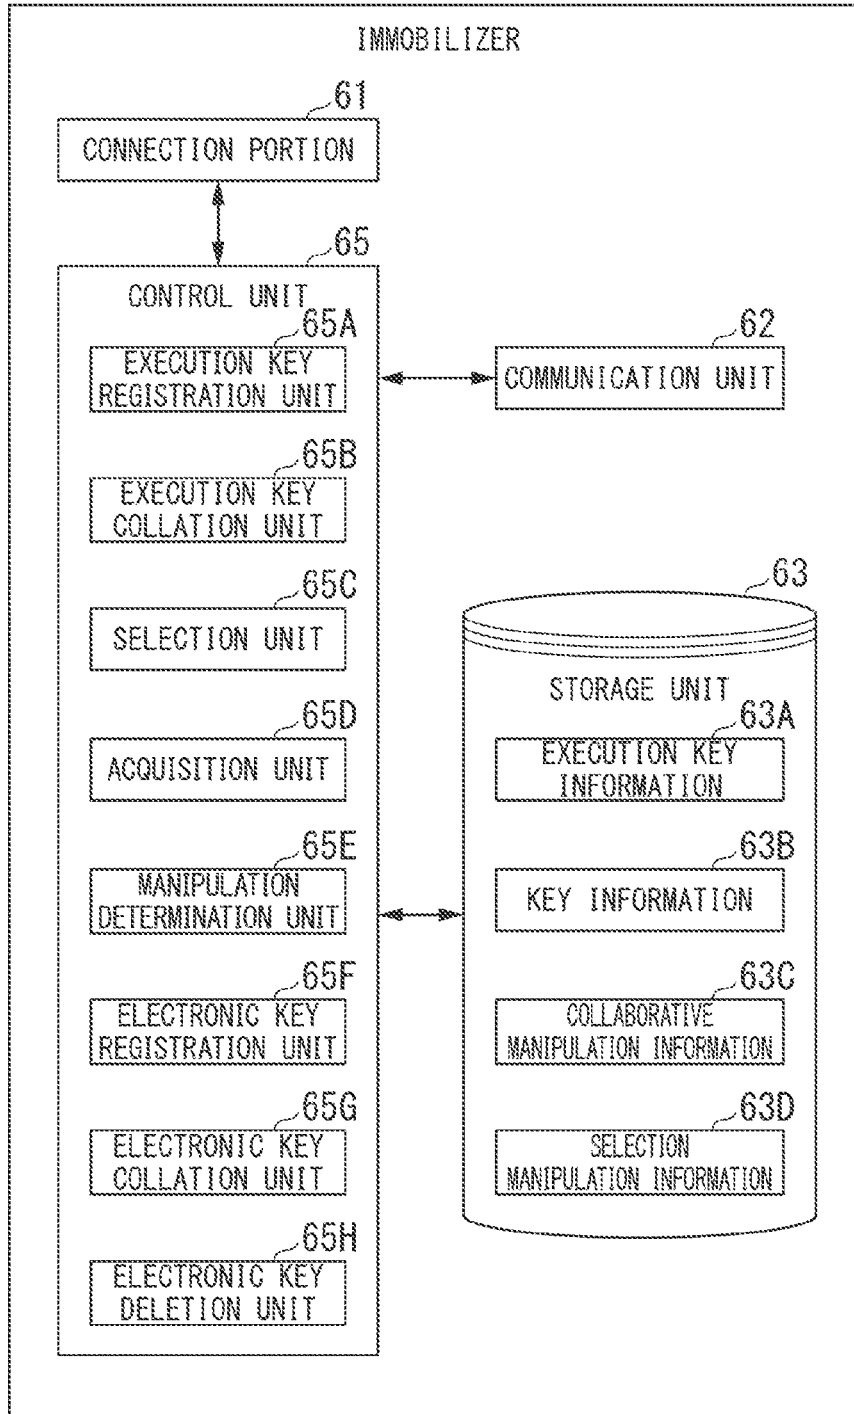 IMMOBILIZER
61
CONNECTION PORTION
65
CONTROL UNIT
65A
EXECUTION KEY
REGISTRATION UNIT
62
COMMUNICATION UNIT
65B
EXECUTION KEY
COLLATION UNIT
65C
SELECTION UNIT
65D
ACQUISITION UNIT
65E
MANIPULATION
DETERMINATION UNIT
65F
ELECTRONIC KEY
REGISTRATION UNIT
65G
ELECTRONIC KEY
COLLATION UNIT
65H
ELECTRONIC KEY
DELETION UNIT
63
STORAGE UNIT
63A
EXECUTION KEY
INFORMATION
63B
KEY INFORMATION
63C
COLLABORATIVE
MANIPULATION INFORMATION
63D
SELECTION
MANIPULATION INFORMATION